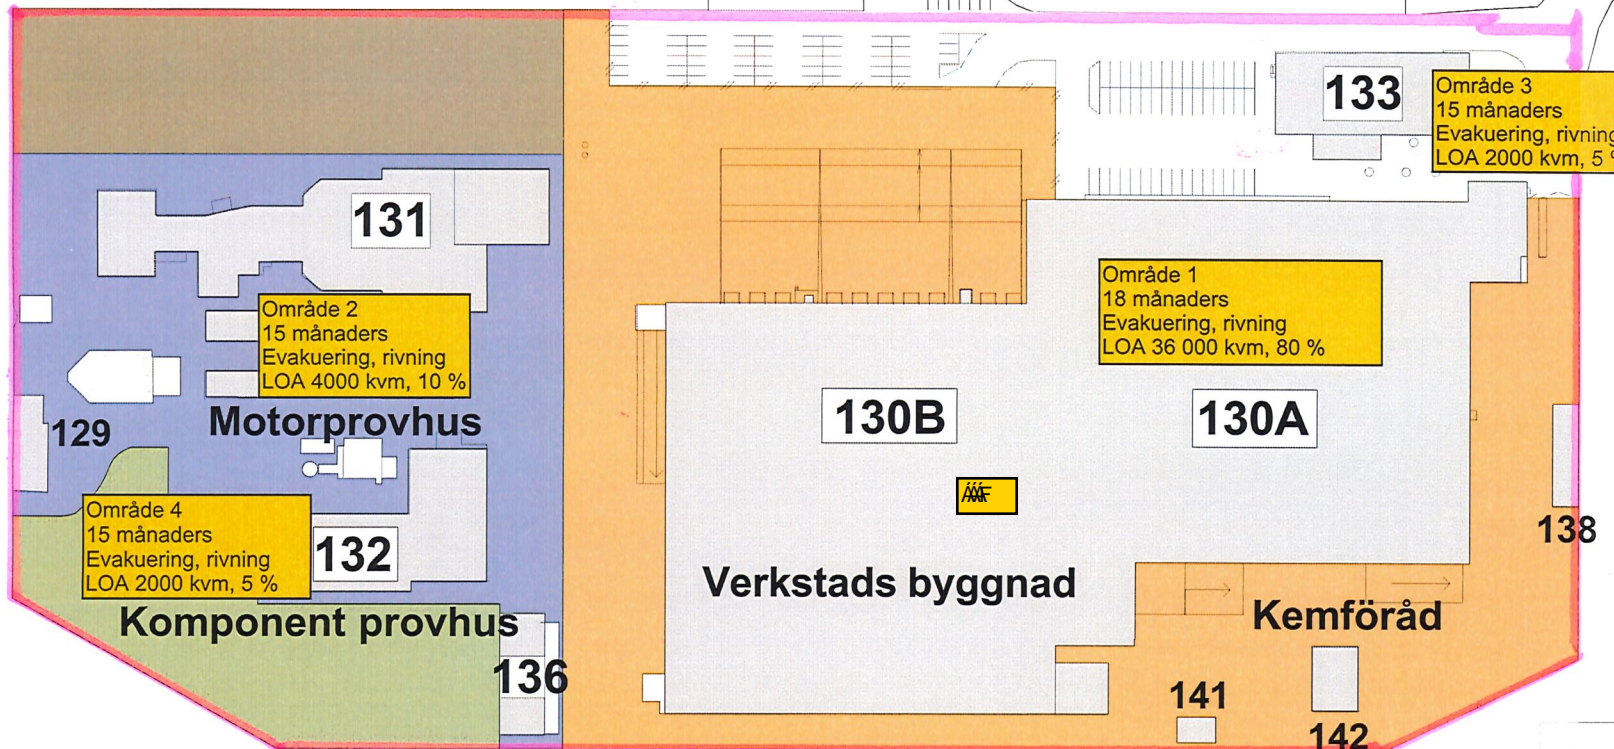 133
Område 3
15 månaders
Evakuering, rivning
LOA 2000 kvm, 5 %
131
Område 2
15 månaders
Evakuering, rivning
LOA 4000 kvm, 10 %
Område 1
18 månaders
Evakuering, rivning
LOA 36 000 kvm, 80 %
Motorprovhus
129
130B
130A
Område 4
15 månaders
Evakuering, rivning
LOA 2000 kvm, 5 %
132
138
Verkstads byggnad
Komponent provhus
Kemföråd
136
141
142